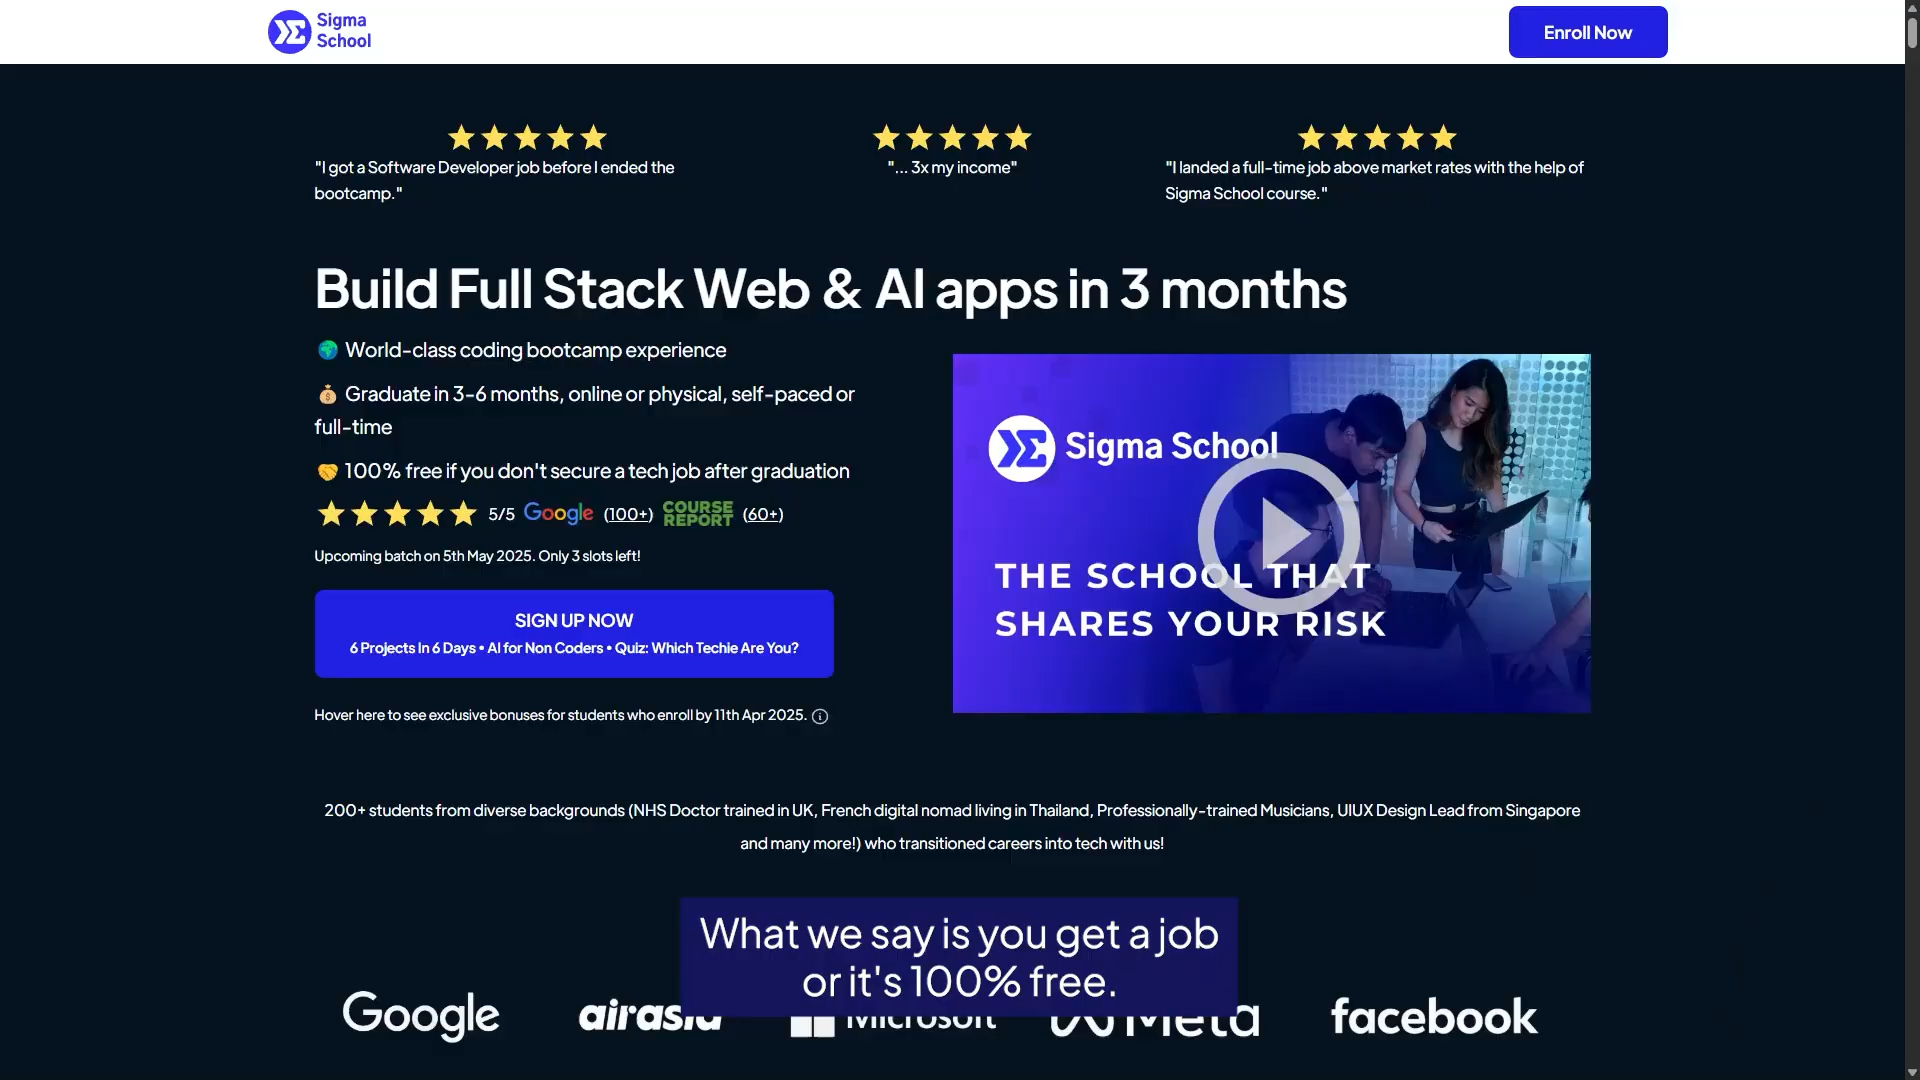 Sigma
School
Enroll Now
"I got a Software Developer job before I ended the
bootcamp."
"... 3x my income"
"I landed a full-time job above market rates with the help of
Sigma School course."
Build Full Stack Web & AI apps in 3 months
World-class coding bootcamp experience
Graduate in 3-6 months, online or physical, self-paced or
full-time
100% free if you don't secure a tech job after graduation
5/5 Google (100+) COURSE REPORT (60+)
Upcoming batch on 5th May 2025. Only 3 slots left!
SIGN UP NOW
6 Projects In 6 Days • AI for Non Coders • Quiz: Which Techie Are You?
Hover here to see exclusive bonuses for students who enroll by 11th Apr 2025.
Sigma School
THE SCHOOL THAT
SHARES YOUR RISK
200+ students from diverse backgrounds (NHS Doctor trained in UK, French digital nomad living in Thailand, Professionally-trained Musicians, UIUX Design Lead from Singapore
and many more!) who transitioned careers into tech with us!
What we say is you get a job
or it's 100% free.
Google airasia Microsoft Meta facebook